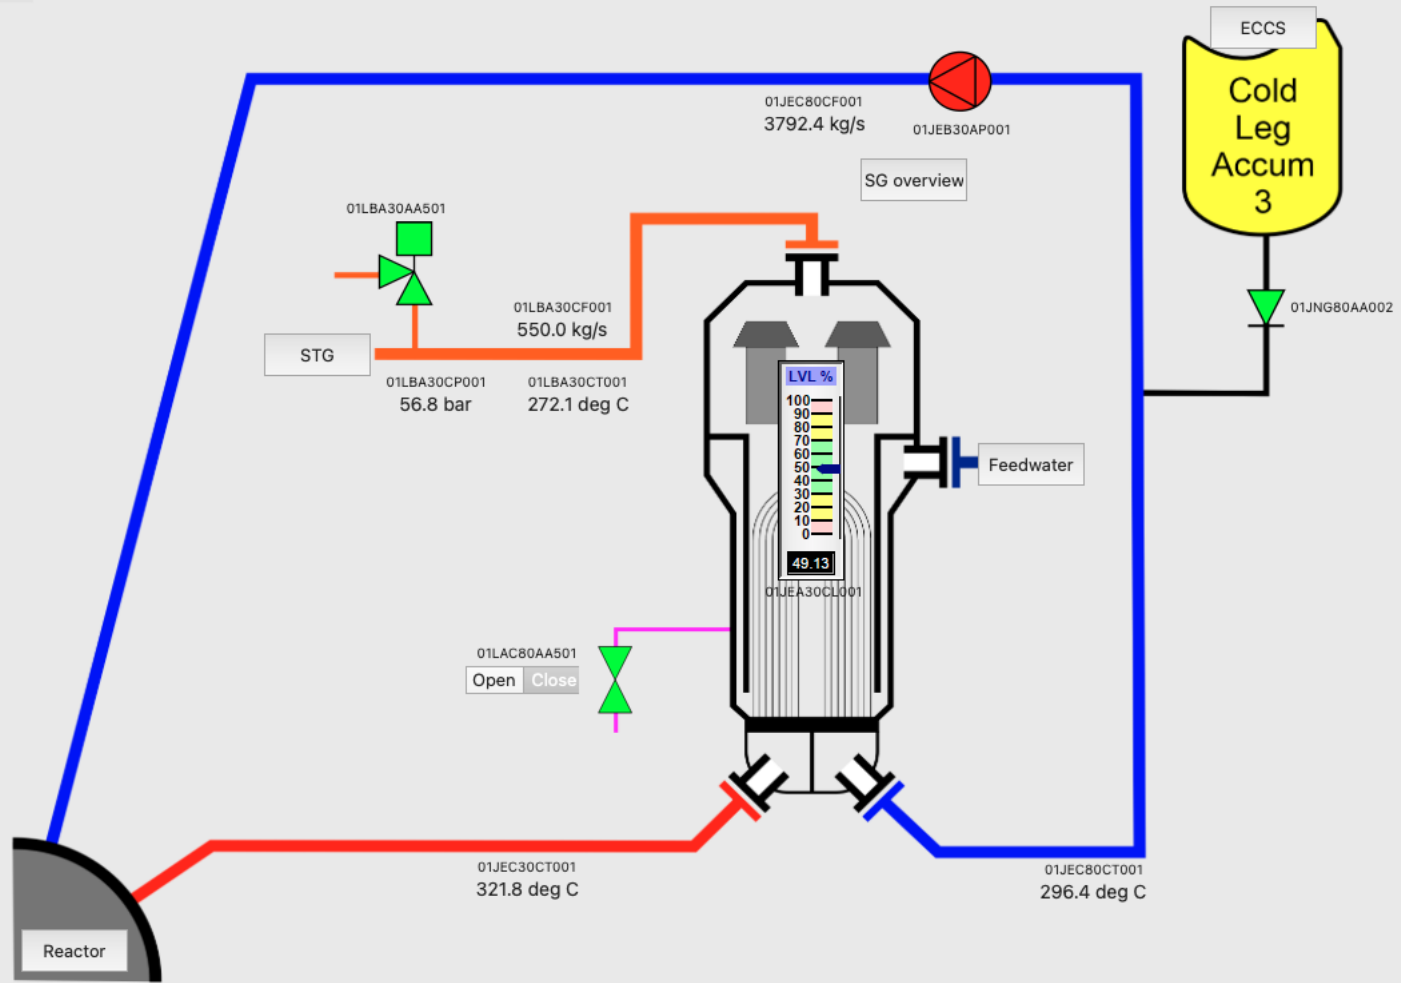 ECCS
Cold
Leg
Accum
3
01JEC80CF001
3792.4 kg/s
01JEB30AP001
SG overview
01LBA30AA501
01JNG80AA002
01LBA30CF001
550.0 kg/s
STG
01LBA30CP001
56.8 bar
01LBA30CT001
272.1 deg C
LVL %
100
90
80
70
60
50
40
30
20
10
0
49.13
01JEA30CL001
Feedwater
01LAC80AA501
Open Close
01JEC30CT001
321.8 deg C
01JEC80CT001
296.4 deg C
Reactor